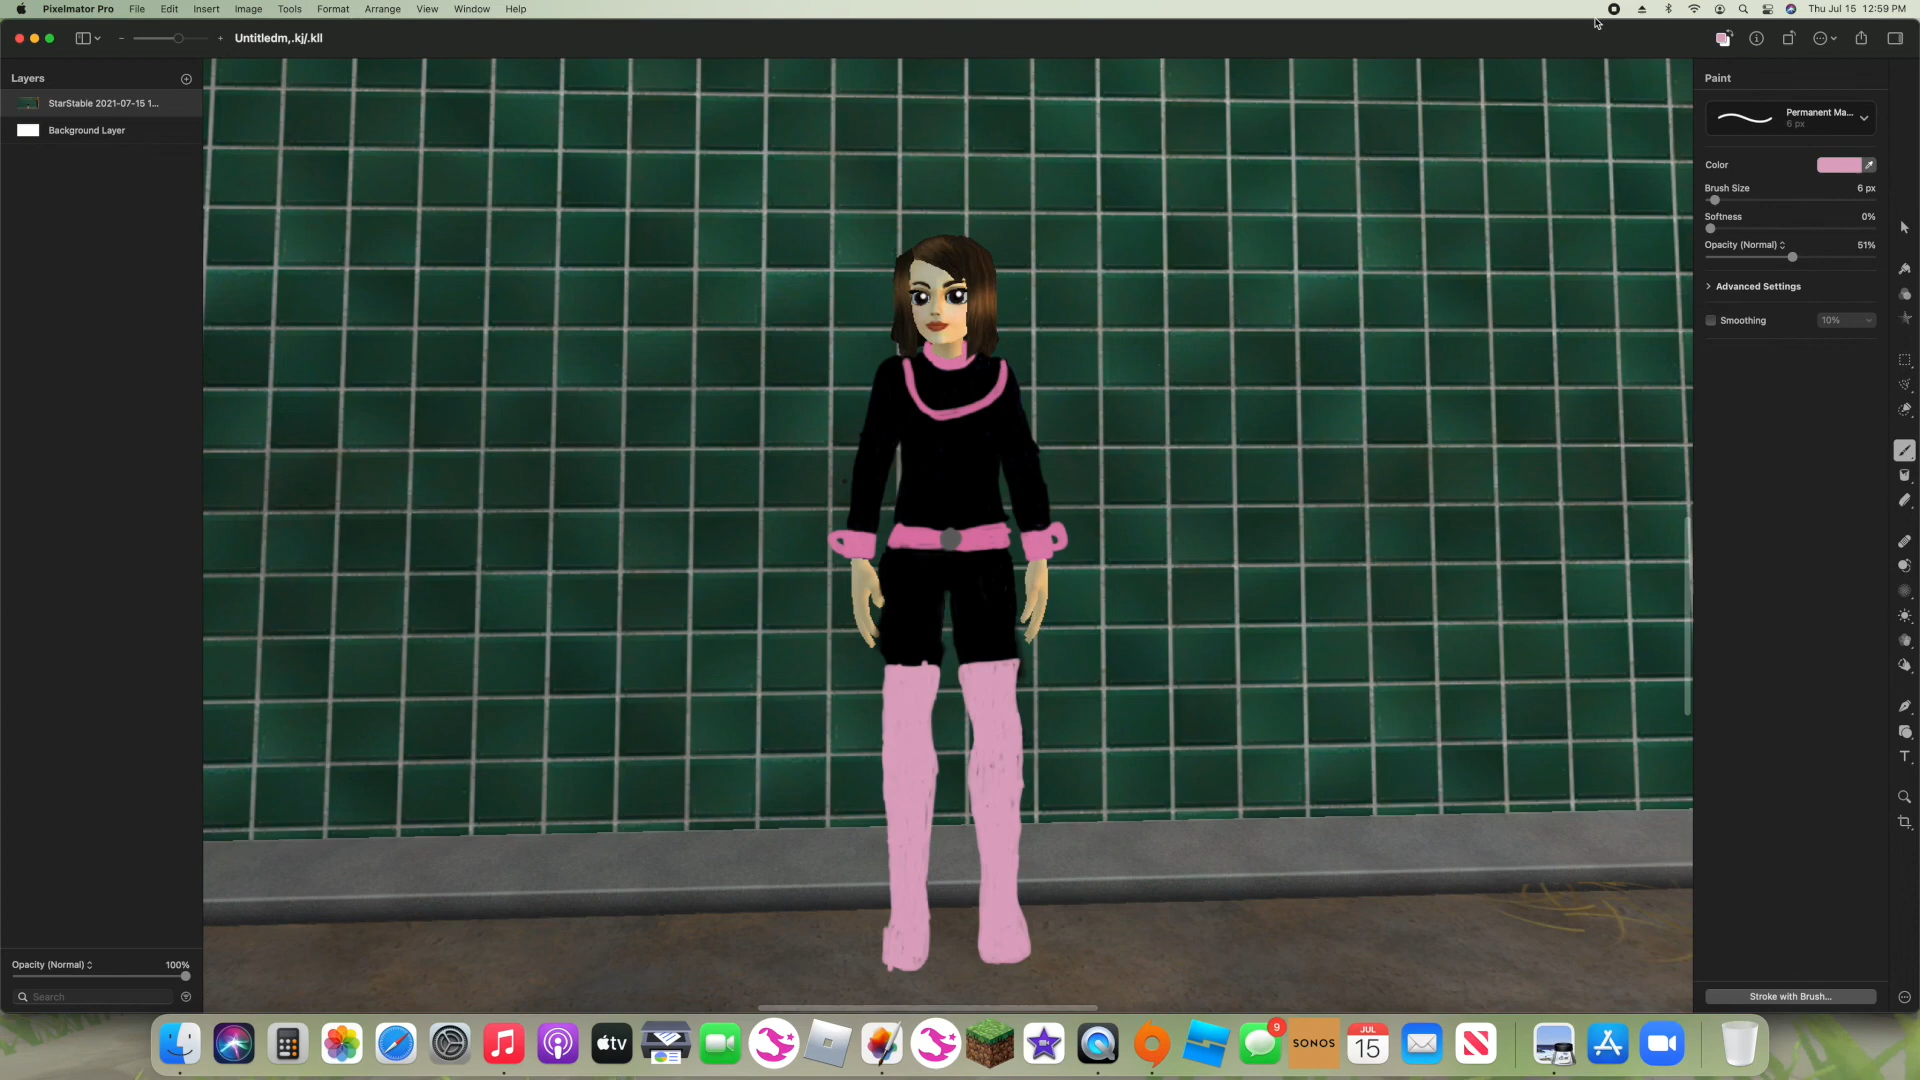 Pixelmator Pro File Edit Insert Image Tools Format Arrange View Window Help Thu Jul 15 12:59 PM
Untitledm,.kj/.kll
Layers
StarStable 2021-07-15 1...
Background Layer
Opacity (Normal) 100%
Search
Paint
Permanent Ma...
6 px
Color
Brush Size 6 px
Softness 0%
Opacity (Normal) 51%
Advanced Settings
Smoothing 10%
T
Stroke with Brush...
tv
9
SONOS
JUL
15